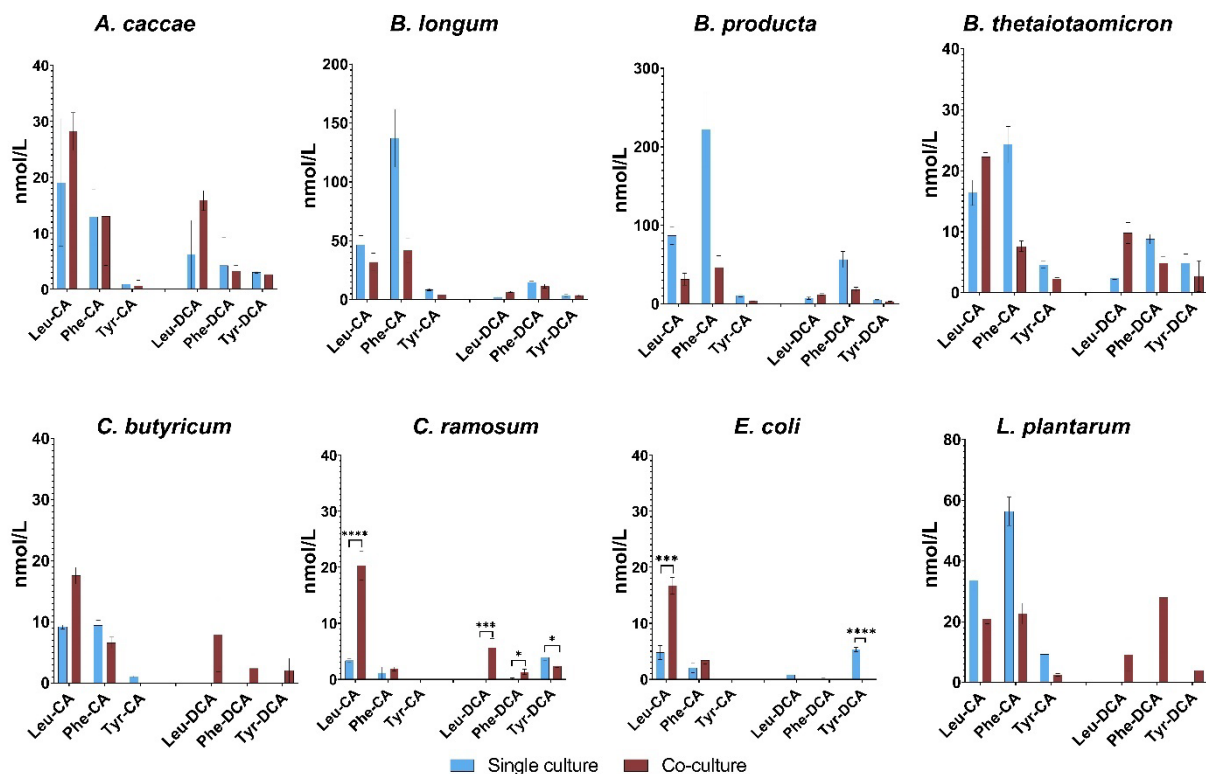 A. caccae
B. longum
B. producta
B. thetaiotaomicron
nmol/L
40
30
20
10
0
Leu-CA
Phe-CA
Tyr-CA
Leu-DCA
Phe-DCA
Tyr-DCA
nmol/L
200
150
100
50
0
Leu-CA
Phe-CA
Tyr-CA
Leu-DCA
Phe-DCA
Tyr-DCA
nmol/L
300
200
100
0
Leu-CA
Phe-CA
Tyr-CA
Leu-DCA
Phe-DCA
Tyr-DCA
nmol/L
40
30
20
10
0
Leu-CA
Phe-CA
Tyr-CA
Leu-DCA
Phe-DCA
Tyr-DCA
C. butyricum
C. ramosum
E. coli
L. plantarum
nmol/L
40
30
20
10
0
Leu-CA
Phe-CA
Tyr-CA
Leu-DCA
Phe-DCA
Tyr-DCA
nmol/L
40
30
20
10
0
****
***
*
*
Leu-CA
Phe-CA
Tyr-CA
Leu-DCA
Phe-DCA
Tyr-DCA
nmol/L
40
30
20
10
0
***
****
Leu-CA
Phe-CA
Tyr-CA
Leu-DCA
Phe-DCA
Tyr-DCA
nmol/L
80
60
40
20
0
Leu-CA
Phe-CA
Tyr-CA
Leu-DCA
Phe-DCA
Tyr-DCA
Single culture
Co-culture